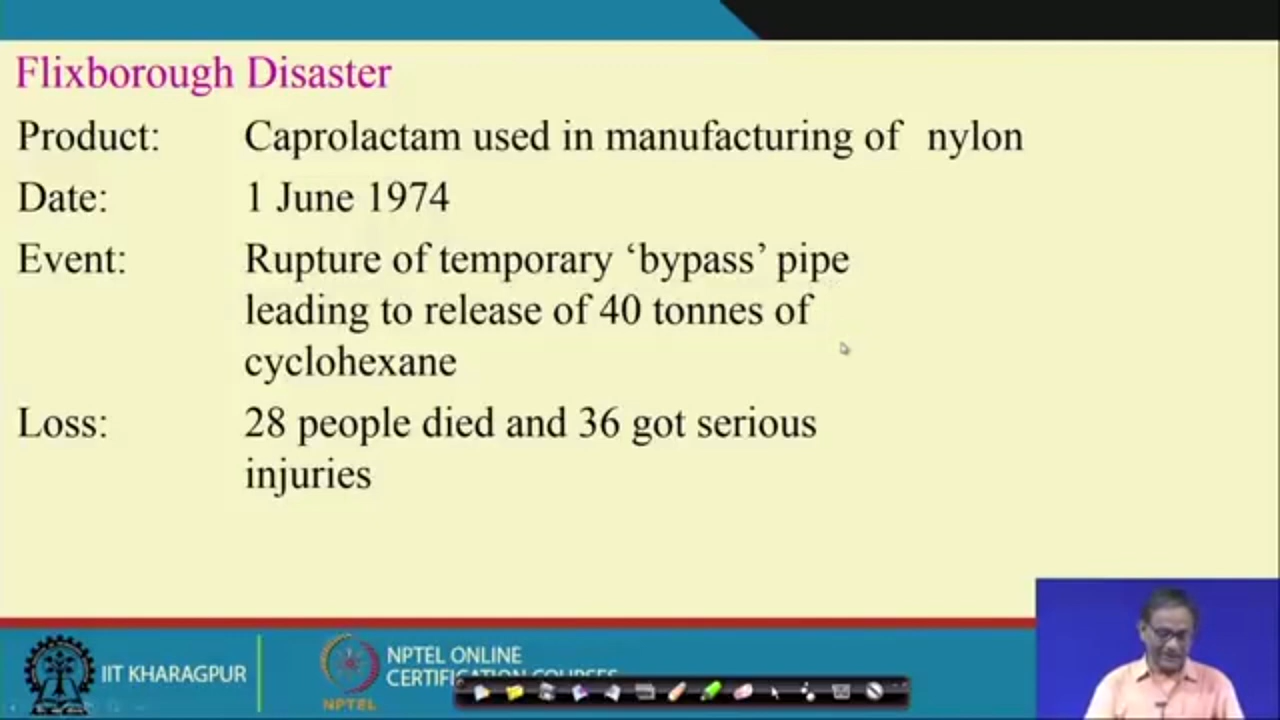 Flixborough Disaster
Product: Caprolactam used in manufacturing of nylon
Date: 1 June 1974
Event: Rupture of temporary ‘bypass’ pipe
leading to release of 40 tonnes of
cyclohexane
Loss: 28 people died and 36 got serious
injuries
IIT KHARAGPUR
NPTEL
NPTEL ONLINE
CERTIFICATION COURSES